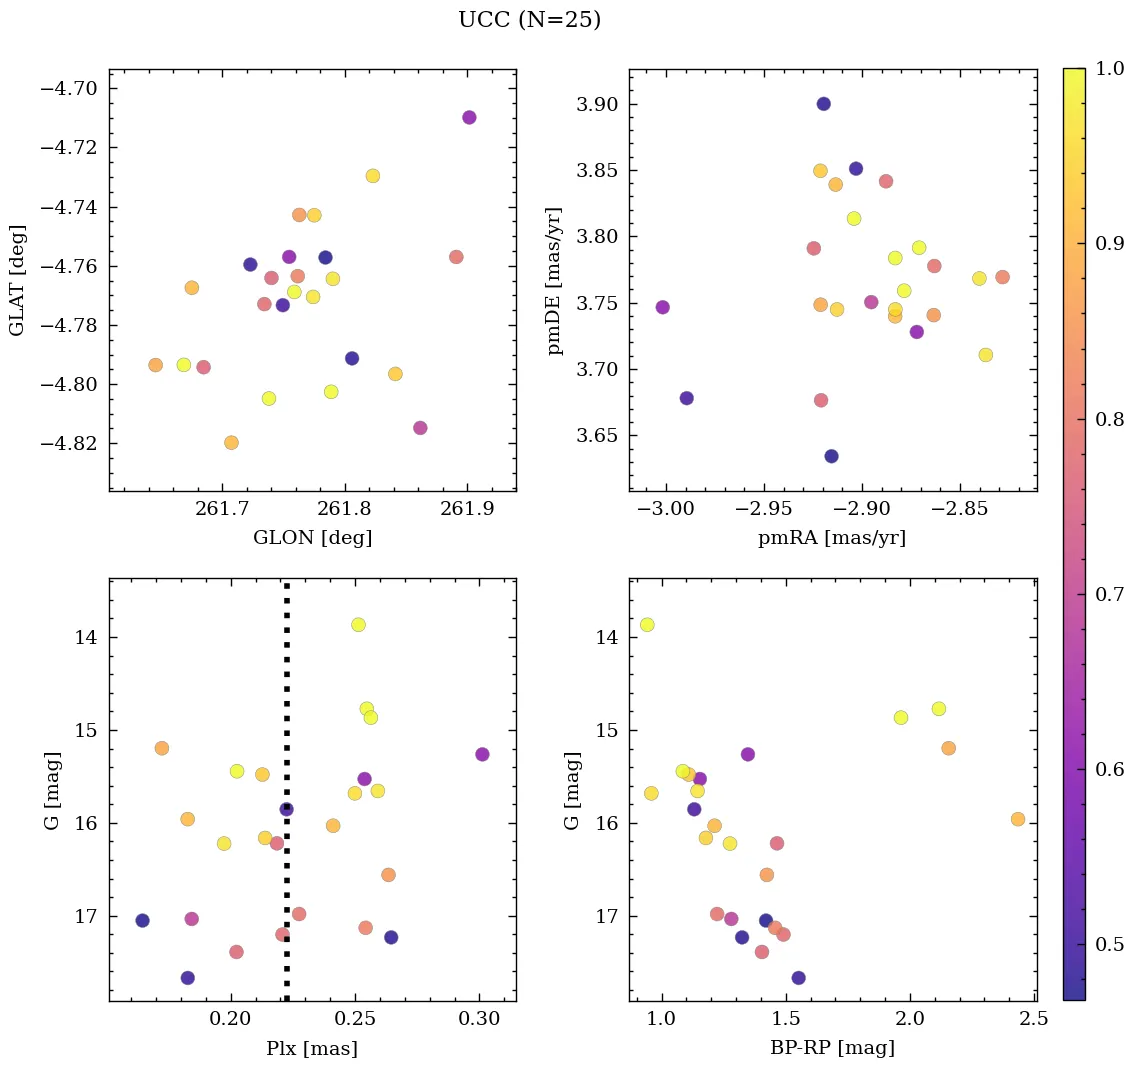 UCC (N=25)
−4.70
−4.72
−4.74
−4.76
−4.78
−4.80
−4.82
GLAT [deg]
261.7 261.8 261.9
GLON [deg]
3.90
3.85
3.80
3.75
3.70
3.65
pmDE [mas/yr]
−3.00 −2.95 −2.90 −2.85
pmRA [mas/yr]
14
15
16
17
G [mag]
0.20 0.25 0.30
Plx [mas]
14
15
16
17
G [mag]
1.0 1.5 2.0 2.5
BP-RP [mag]
1.0
0.9
0.8
0.7
0.6
0.5